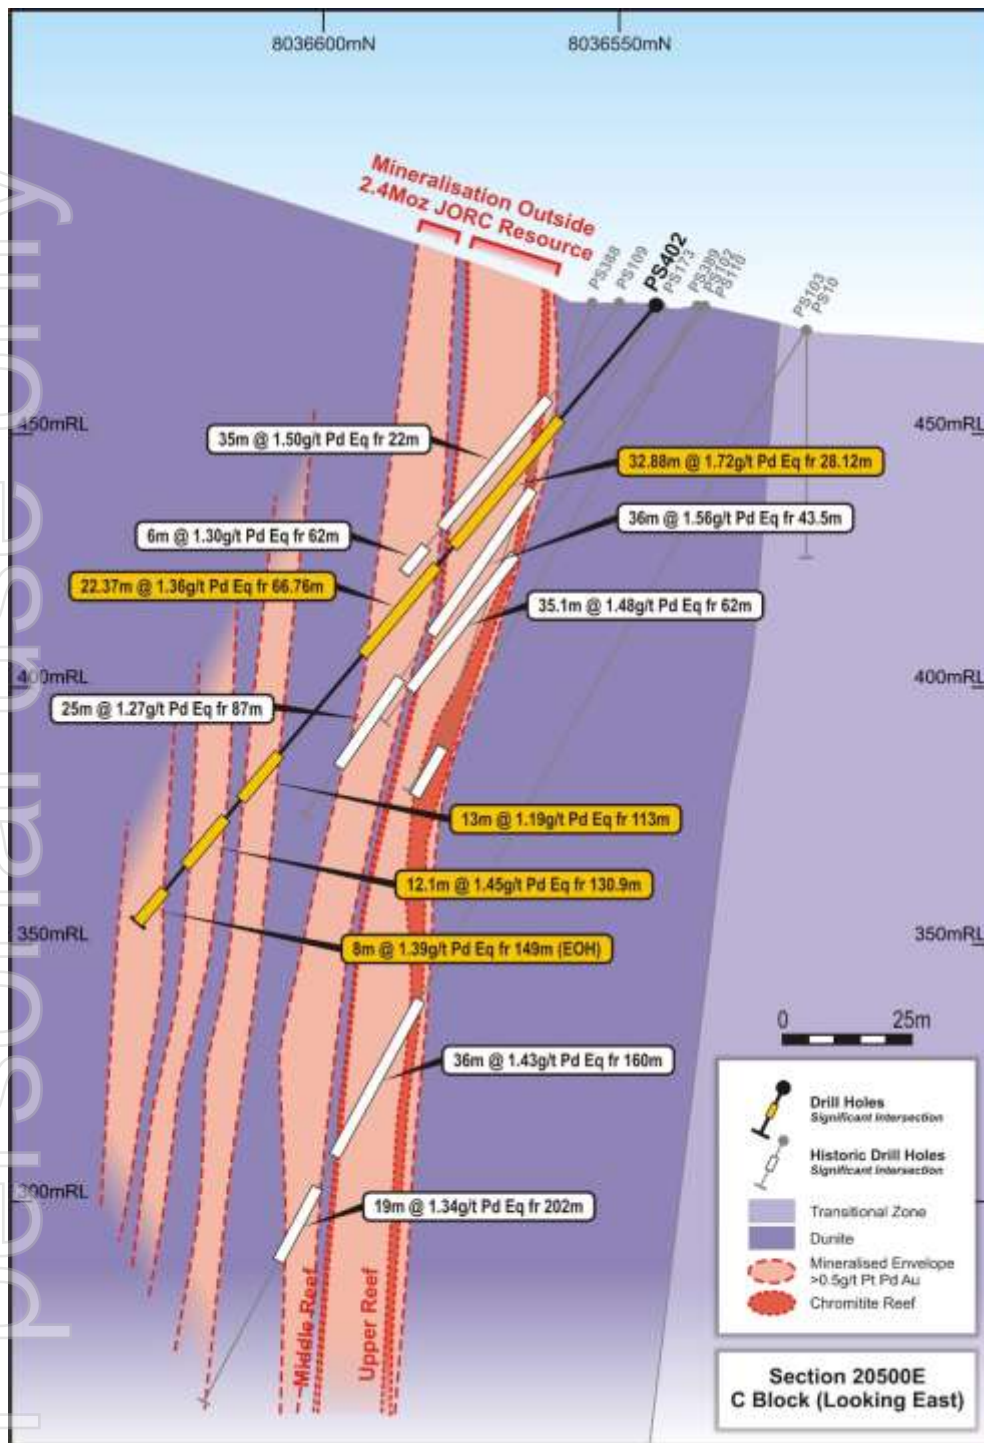 8036600mN
8036550mN
Mineralisation Outside
2.4Moz JORC Resource
PS388
PS109
PS402
PS173
PS389
PS102
PS110
PS103
PS10
450mRL
450mRL
35m @ 1.50g/t Pd Eq fr 22m
32.88m @ 1.72g/t Pd Eq fr 28.12m
36m @ 1.56g/t Pd Eq fr 43.5m
6m @ 1.30g/t Pd Eq fr 62m
22.37m @ 1.36g/t Pd Eq fr 66.76m
35.1m @ 1.48g/t Pd Eq fr 62m
400mRL
400mRL
25m @ 1.27g/t Pd Eq fr 87m
13m @ 1.19g/t Pd Eq fr 113m
12.1m @ 1.45g/t Pd Eq fr 130.9m
350mRL
350mRL
8m @ 1.39g/t Pd Eq fr 149m (EOH)
0 25m
36m @ 1.43g/t Pd Eq fr 160m
300mRL
19m @ 1.34g/t Pd Eq fr 202m
Middle Reef
Upper Reef
Drill Holes
Significant Intersection
Historic Drill Holes
Significant Intersection
Transitional Zone
Dunite
Mineralised Envelope
>0.5g/t Pt Pd Au
Chromitite Reef
Section 20500E
C Block (Looking East)
personal use only